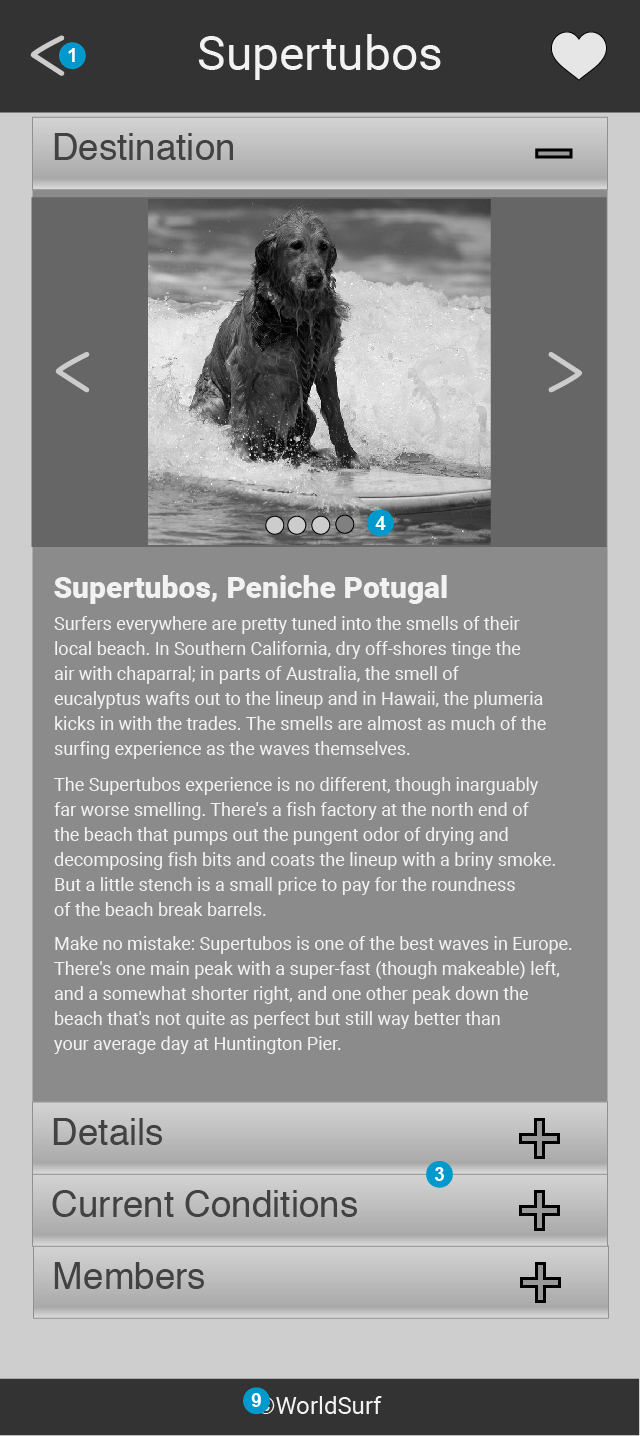 1
Supertubos
Destination
4
Supertubos, Peniche Potugal
Surfers everywhere are pretty tuned into the smells of their
local beach. In Southern California, dry off-shores tinge the
air with chaparral; in parts of Australia, the smell of
eucalyptus wafts out to the lineup and in Hawaii, the plumeria
kicks in with the trades. The smells are almost as much of the
surfing experience as the waves themselves.
The Supertubos experience is no different, though inarguably
far worse smelling. There's a fish factory at the north end of
the beach that pumps out the pungent odor of drying and
decomposing fish bits and coats the lineup with a briny smoke.
But a little stench is a small price to pay for the roundness
of the beach break barrels.
Make no mistake: Supertubos is one of the best waves in Europe.
There's one main peak with a super-fast (though makeable) left,
and a somewhat shorter right, and one other peak down the
beach that's not quite as perfect but still way better than
your average day at Huntington Pier.
Details
3
Current Conditions
Members
9 ©WorldSurf